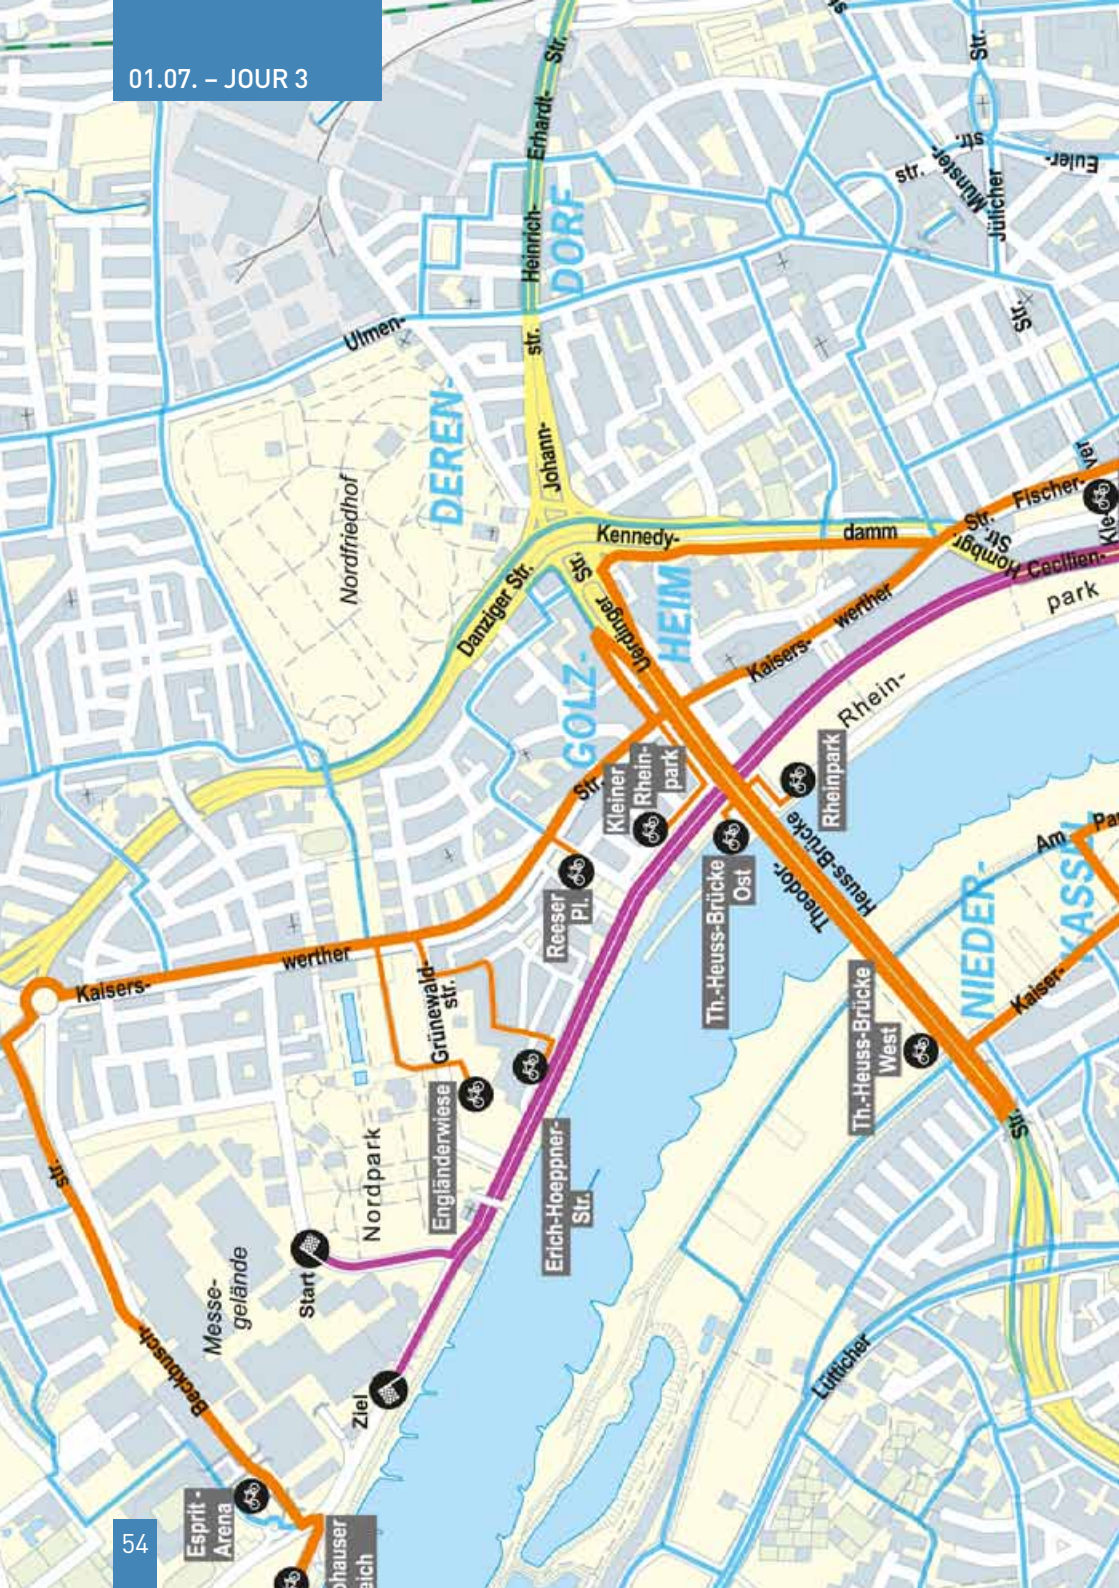 01.07. – JOUR 3
Str.
Erhardt-
Heinrich-
str.
Johann-
DORF
DEREN-
Ulmen-
Nordfriedhof
Danziger Str.
Str.
Jülicher
Münster-
str.
str.
Euler-
Str.
Kennedy-
damm
Str.
Uerdinger
HEIM
GOLZ-
Str.
Fischer-
Str.
Hombgr.
Cecilien-
park
Rhein-
Kaisers-
werther
Kleiner
Rhein-
park
Rheinpark
Str.
Reeser
Pl.
Th.-Heuss-Brücke
Ost
Theodor-
Heuss-Brücke
Am
NIEDER-
KASSEL
Kaiser-
Kaisers-
werther
Grünewald-
str.
Engländerwiese
Nordpark
Erich-Hoeppner-
Str.
Th.-Heuss-Brücke
West
Str.
str.
Beckbusch-
Messe-
gelände
Start
Ziel
Lütticher
Esprit -
Arena
54